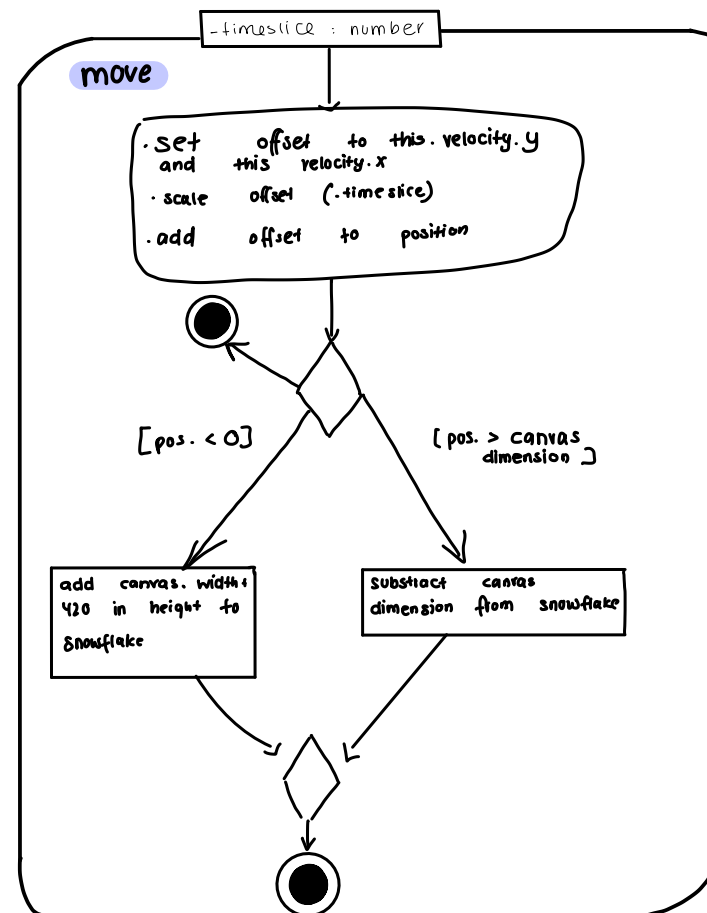 - timeslice : number
move
. set offset to this. velocity. y
and this velocity. x
. scale offset (. timeslice)
. add offset to position
[pos. < 0]
[ pos. > canvas
dimension ]
add canvas. width +
420 in height to
Snowflake
substract canvas
dimension from snowflake